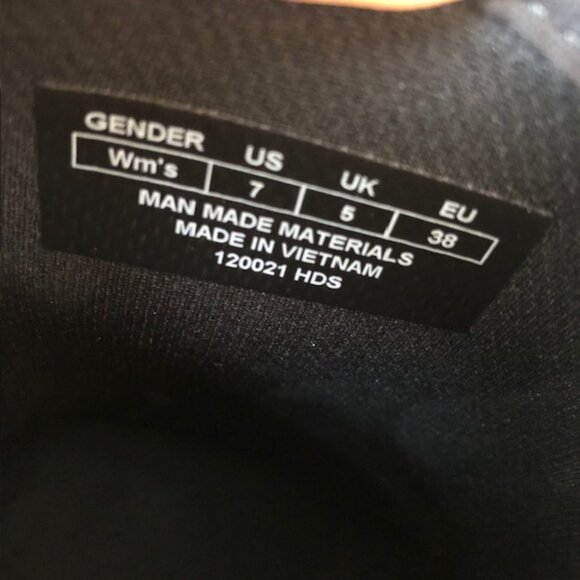 GENDER US UK EU
Wm's 7 5 38
MAN MADE MATERIALS
MADE IN VIETNAM
120021 HDS